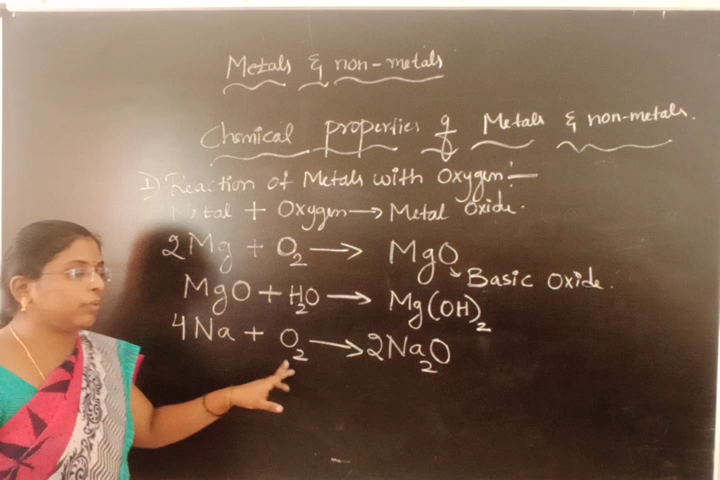 Metals & non-metals
Chemical properties of Metals & non-metals.
1) Reaction of Metals with Oxygen:-
Metal + Oxygen → Metal Oxide.
2Mg + O₂ → MgO
Basic Oxide.
MgO + H₂O → Mg(OH)₂
4Na + O₂ → 2Na₂O